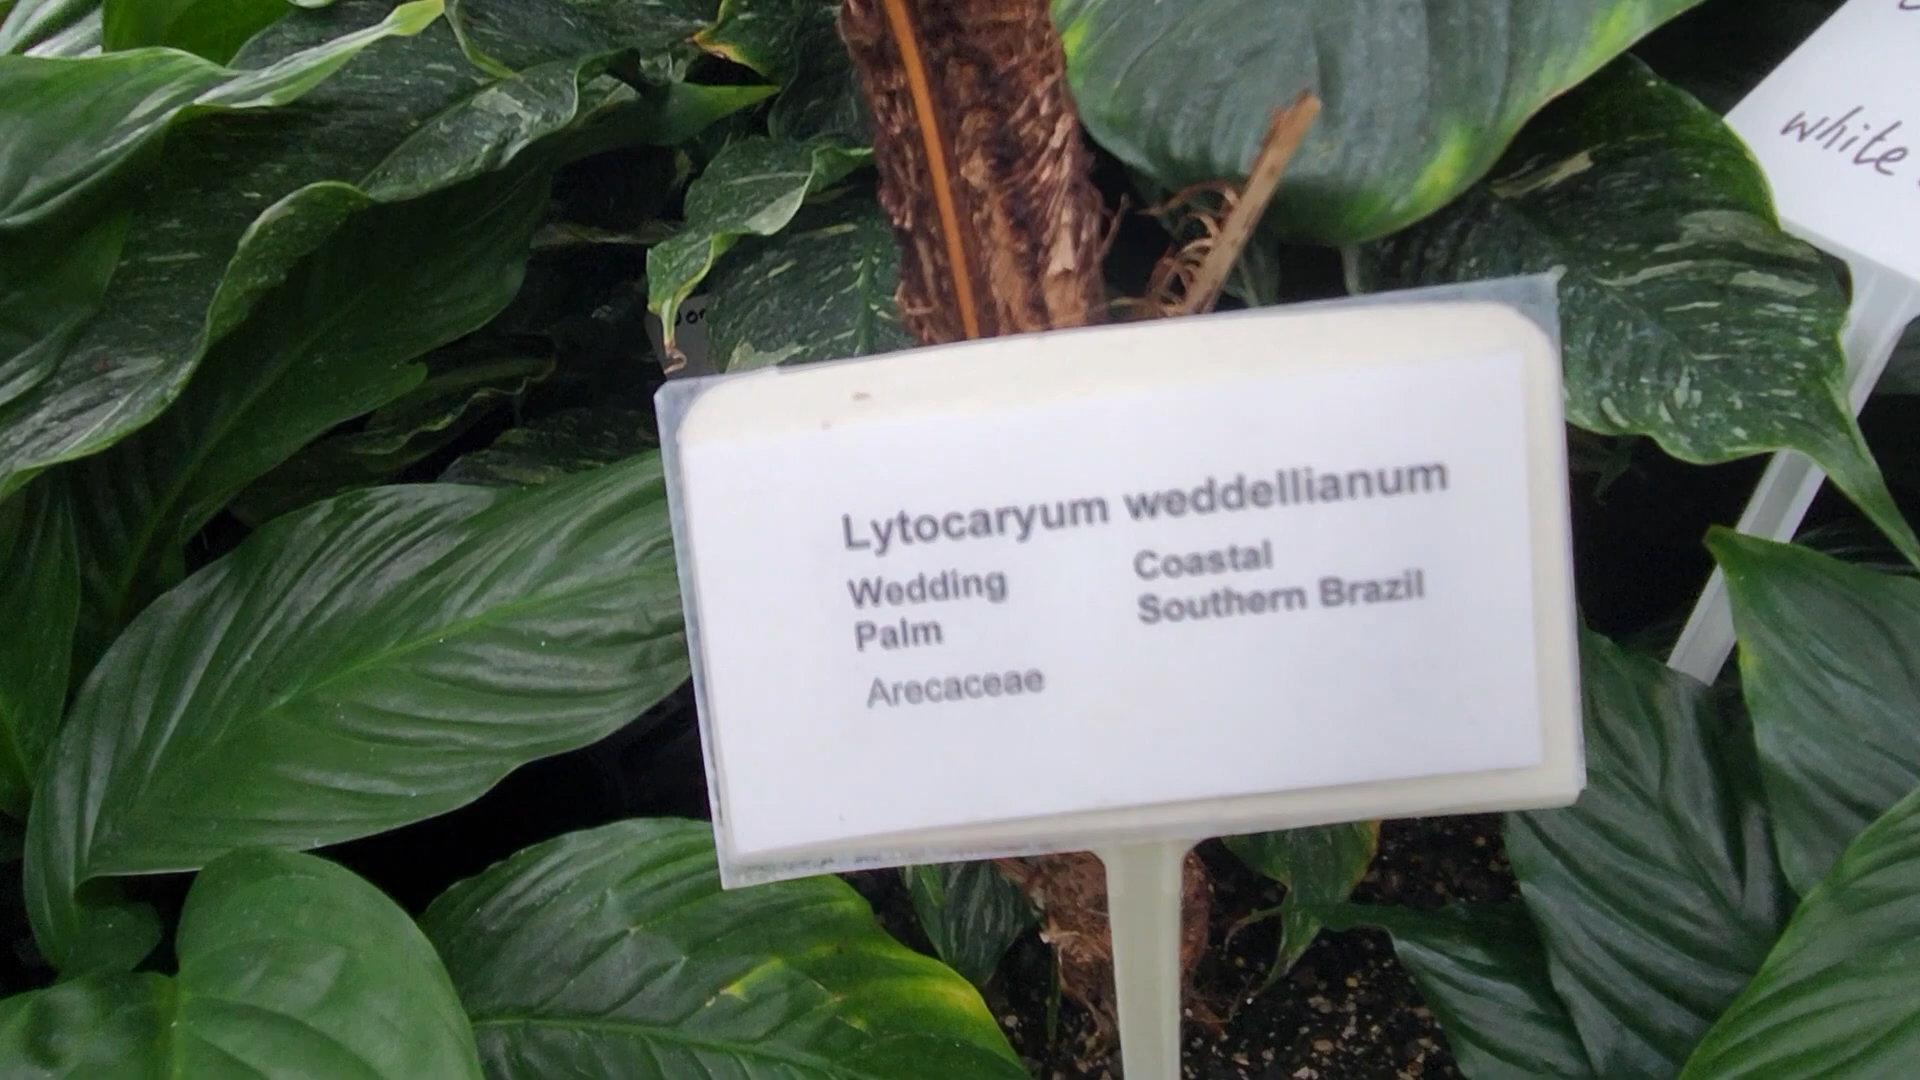 Lytocaryum weddellianum
Wedding
Palm
Coastal
Southern Brazil
Arecaceae
white